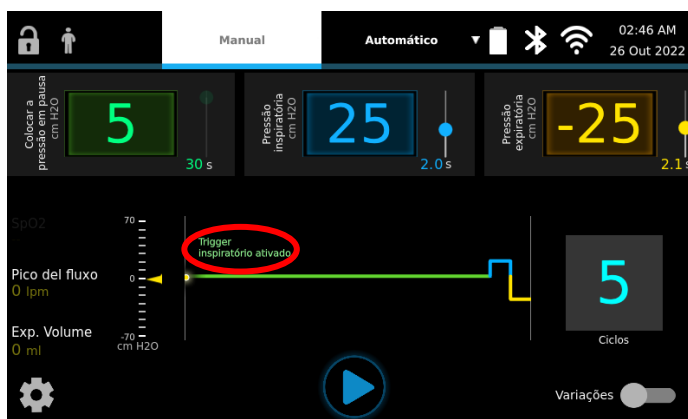 Manual
Automático
02:46 AM
26 Out 2022
Colocar a
pressão em pausa
cm H2O
5
30 s
Pressão
inspiratória
cm H2O
25
2.0 s
Pressão
expiratória
cm H2O
-25
2.1 s
SpO2
Pico del fluxo
0 lpm
Exp. Volume
0 ml
70
0
-70
cm H2O
Trigger
inspiratório ativado
5
Ciclos
Variações